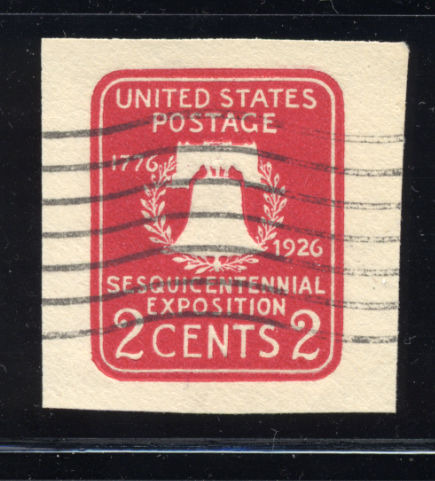 UNITED STATES
POSTAGE
1776
1926
SESQUICENTENNIAL
EXPOSITION
2 CENTS 2